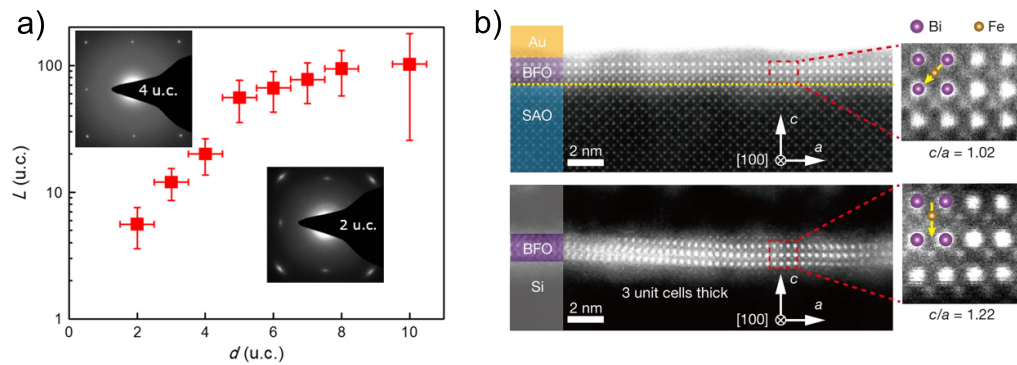 a)
100
10
1
L (u.c.)
4 u.c.
2 u.c.
0
2
4
6
8
10
d (u.c.)
b)
Au
BFO
SAO
2 nm
[100]
c
a
Bi
Fe
c/a = 1.02
BFO
Si
2 nm
3 unit cells thick
[100]
c
a
c/a = 1.22